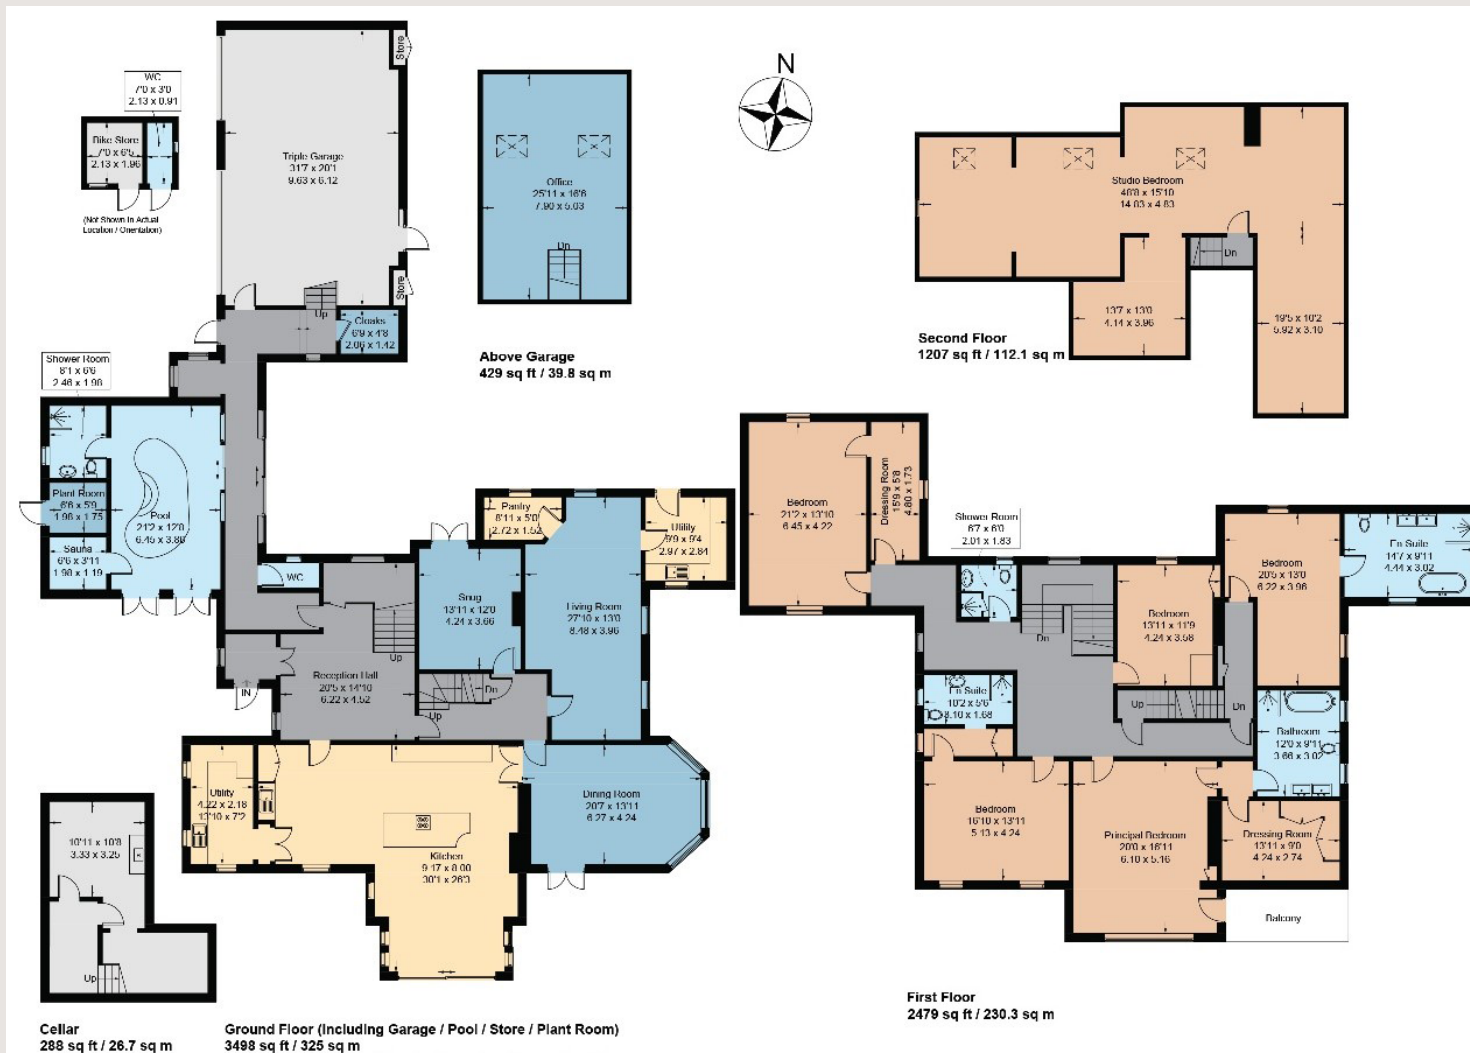 WC
7'0 x 3'0
2.13 x 0.91
Bike Store
7'0 x 6'5
2.13 x 1.96
(Not Shown In Actual
Location / Orientation)
Store
Triple Garage
31'7 x 20'1
9.63 x 6.12
Store
Up
Cloaks
6'9 x 4'8
2.06 x 1.42
Office
25'11 x 16'6
7.90 x 5.03
Dn
Above Garage
429 sq ft / 39.8 sq m
N
Studio Bedroom
48'8 x 15'10
14.83 x 4.83
Dn
13'7 x 13'0
4.14 x 3.96
19'5 x 10'2
5.92 x 3.10
Second Floor
1207 sq ft / 112.1 sq m
Shower Room
8'1 x 6'6
2.46 x 1.98
Plant Room
6'6 x 5'9
1.98 x 1.75
Pool
21'2 x 12'8
6.45 x 3.86
Sauna
6'6 x 3'11
1.98 x 1.19
WC
Pantry
8'11 x 5'0
2.72 x 1.52
Utility
9'9 x 9'4
2.97 x 2.84
Snug
13'11 x 12'0
4.24 x 3.66
Living Room
27'10 x 13'0
8.48 x 3.96
Up
Reception Hall
20'5 x 14'10
6.22 x 4.52
IN
Dn
Up
Utility
4.22 x 2.18
13'10 x 7'2
Kitchen
9.17 x 8.00
30'1 x 26'3
Dining Room
20'7 x 13'11
6.27 x 4.24
10'11 x 10'8
3.33 x 3.25
Up
Cellar
288 sq ft / 26.7 sq m
Ground Floor (Including Garage / Pool / Store / Plant Room)
3498 sq ft / 325 sq m
Bedroom
21'2 x 13'10
6.45 x 4.22
Dressing Room
15'9 x 5'8
4.80 x 1.73
Shower Room
6'7 x 6'0
2.01 x 1.83
Dn
Bedroom
13'11 x 11'9
4.24 x 3.58
Bedroom
20'5 x 13'0
6.22 x 3.96
En Suite
14'7 x 9'11
4.44 x 3.02
En Suite
10'2 x 5'6
3.10 x 1.68
Up
Dn
Bathroom
12'0 x 9'11
3.66 x 3.02
Bedroom
16'10 x 13'11
5.13 x 4.24
Principal Bedroom
20'0 x 16'11
6.10 x 5.16
Dressing Room
13'11 x 9'0
4.24 x 2.74
Balcony
First Floor
2479 sq ft / 230.3 sq m